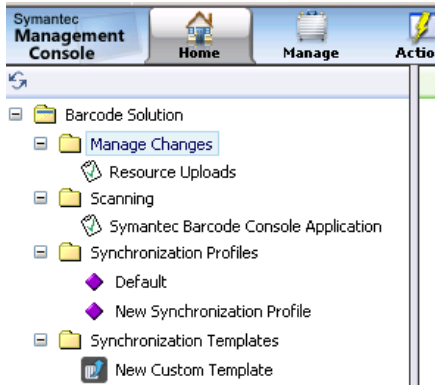 Symantec
Management
Console
Home
Manage
Actio
Barcode Solution
Manage Changes
Resource Uploads
Scanning
Symantec Barcode Console Application
Synchronization Profiles
Default
New Synchronization Profile
Synchronization Templates
New Custom Template